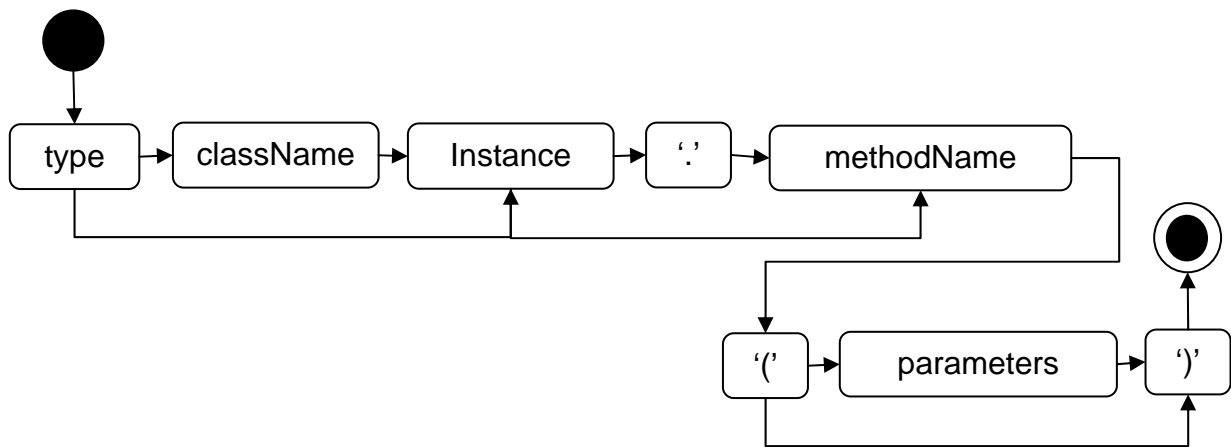 type
className
Instance
‘.’
methodName
‘(’
parameters
‘)’